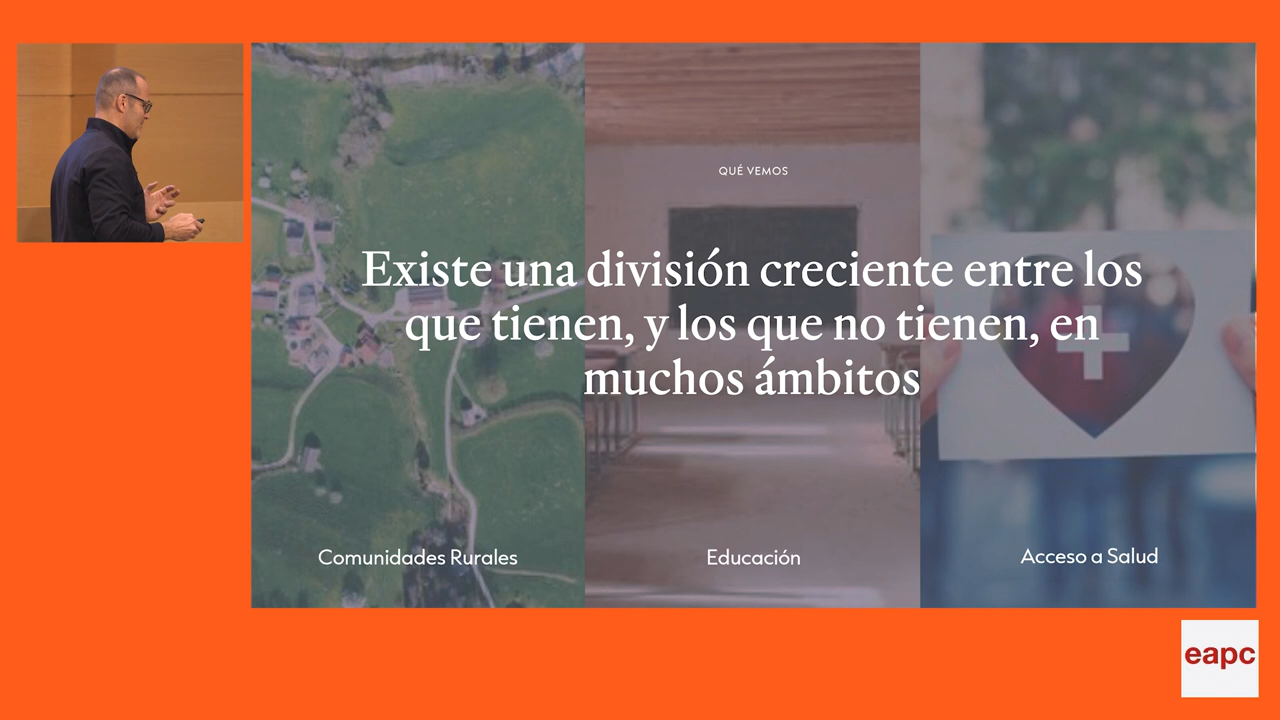 QUÉ VEMOS
Existe una división creciente entre los
que tienen, y los que no tienen, en
muchos ámbitos
Comunidades Rurales
Educación
Acceso a Salud
eapc